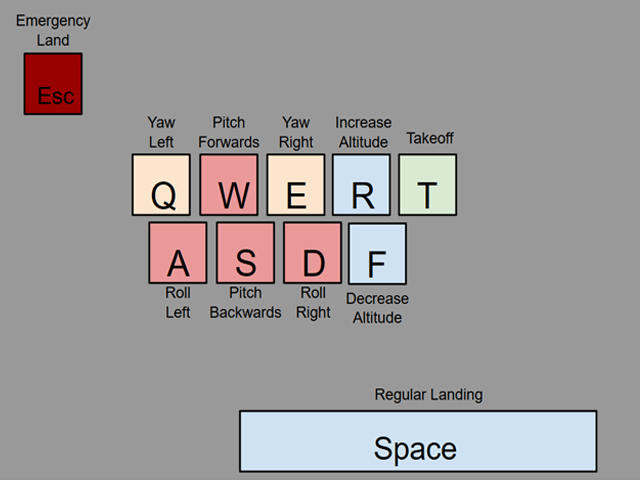 Emergency
Land
Esc
Yaw
Left
Pitch
Forwards
Yaw
Right
Increase
Altitude
Takeoff
Q
W
E
R
T
A
S
D
F
Roll
Left
Pitch
Backwards
Roll
Right
Decrease
Altitude
Regular Landing
Space